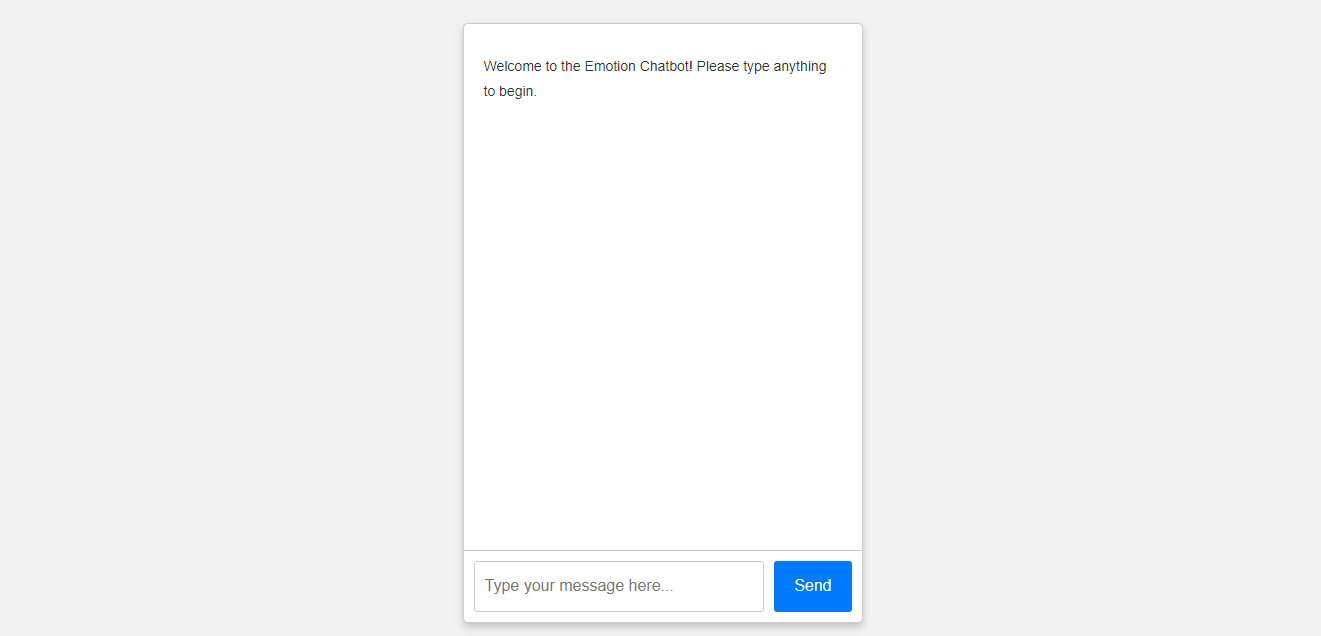 Welcome to the Emotion Chatbot! Please type anything
to begin.
Type your message here...
Send